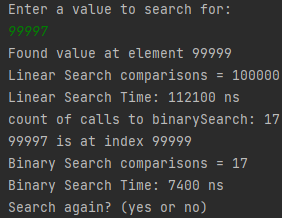 Enter a value to search for:
99997
Found value at element 99999
Linear Search comparisons = 100000
Linear Search Time: 112100 ns
count of calls to binarySearch: 17
99997 is at index 99999
Binary Search comparisons = 17
Binary Search Time: 7400 ns
Search again? (yes or no)